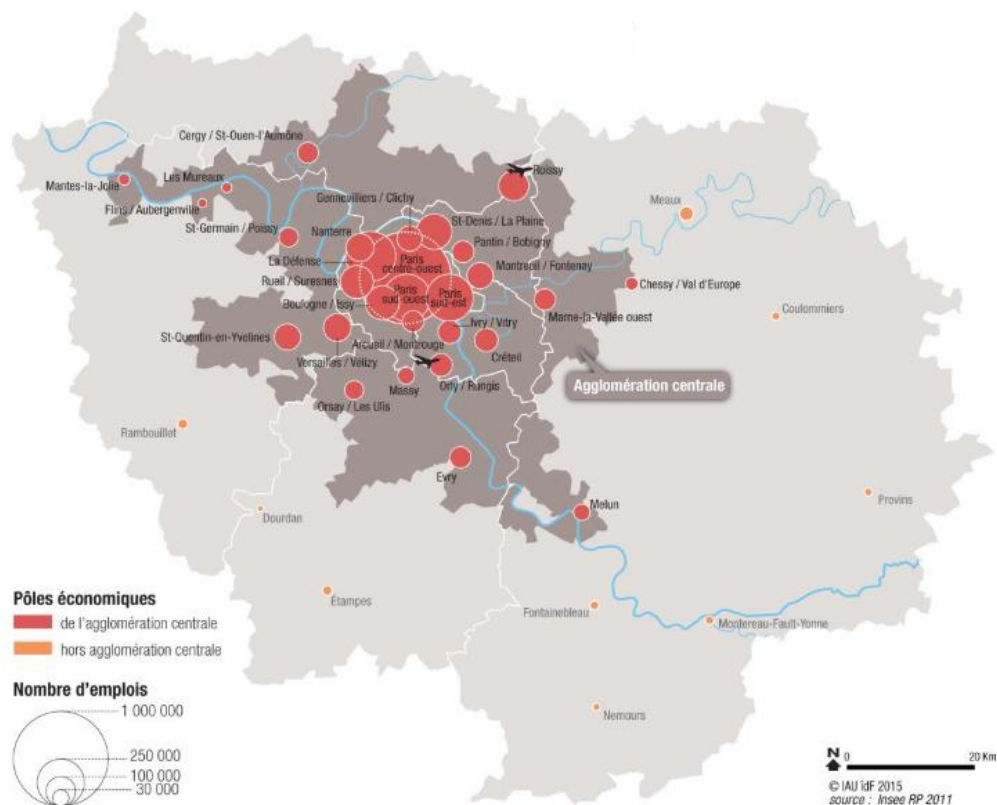 Cergy / St-Ouen-l'Aumône
Roissy
Mantes-la-Jolie
Les Mureaux
Gennevilliers / Clichy
Meaux
Flins / Aubergenville
St-Denis / La Plaine
St-Germain / Poissy
Nanterre
Pantin / Bobigny
La Défense
Paris
centre-ouest
Montreuil / Fontenay
Rueil / Suresnes
Chessy / Val d'Europe
Paris
sud-ouest
Paris
sud-est
Boulogne / Issy
Marne-la-Vallée ouest
Coulommiers
Ivry / Vitry
St-Quentin-en-Yvelines
Arcueil / Montrouge
Créteil
Versailles / Vélizy
Agglomération centrale
Massy
Orly / Rungis
Orsay / Les Ulis
Rambouillet
Evry
Provins
Melun
Dourdan
Étampes
Fontainebleau
Montereau-Fault-Yonne
Nemours
Pôles économiques
de l'agglomération centrale
hors agglomération centrale
Nombre d'emplois
1 000 000
250 000
100 000
30 000
N 0 20 Km
© IAU îdF 2015
source : Insee RP 2011